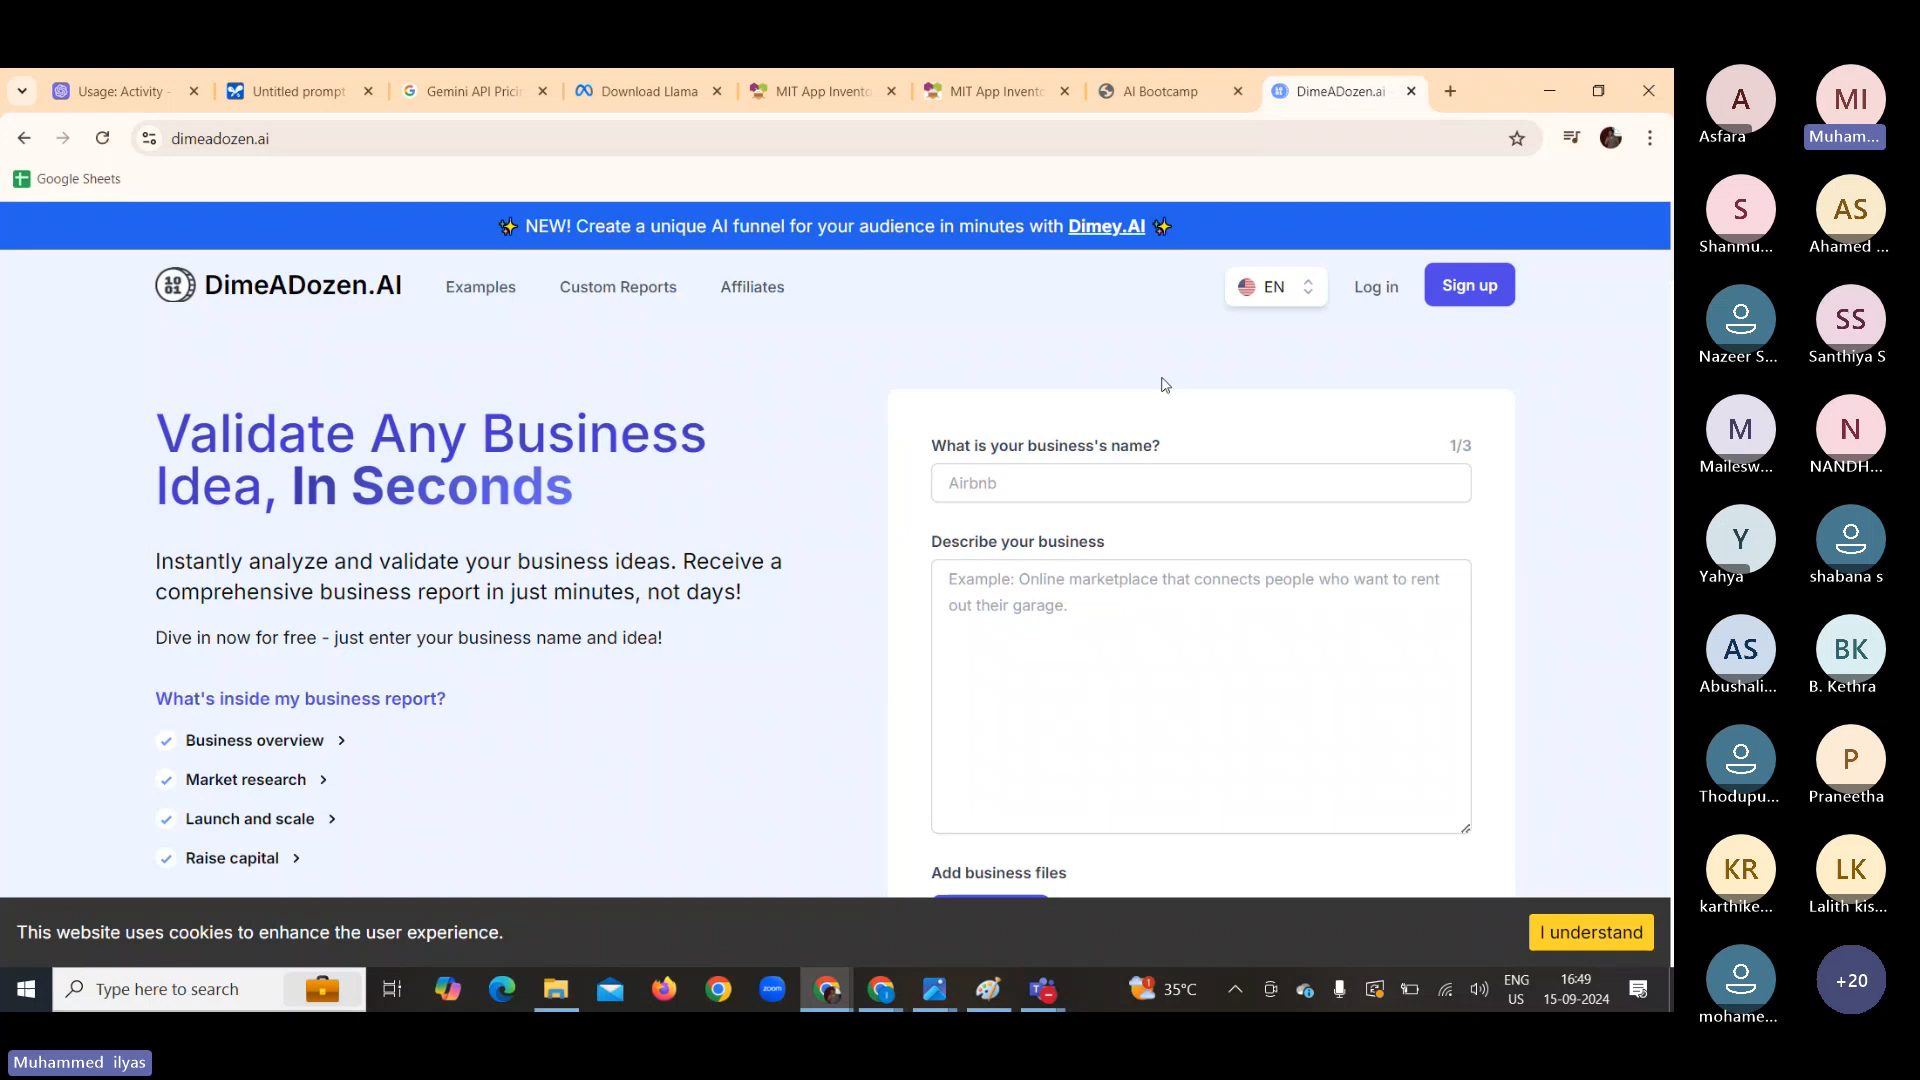 Usage: Activity -
Untitled prompt
Gemini API Prici
Download Llama
MIT App Invento
MIT App Invento
AI Bootcamp
DimeADozen.ai
dimeadozen.ai
Google Sheets
✨ NEW! Create a unique AI funnel for your audience in minutes with Dimey.AI ✨
DimeADozen.AI
Examples
Custom Reports
Affiliates
EN
Log in
Sign up
Validate Any Business
Idea, In Seconds
Instantly analyze and validate your business ideas. Receive a
comprehensive business report in just minutes, not days!
Dive in now for free - just enter your business name and idea!
What's inside my business report?
Business overview
Market research
Launch and scale
Raise capital
What is your business's name?
1/3
Airbnb
Describe your business
Example: Online marketplace that connects people who want to rent
out their garage.
Add business files
This website uses cookies to enhance the user experience.
I understand
Type here to search
zoom
35°C
ENG
US
16:49
15-09-2024
A
Asfara
MI
Muham...
S
Shanmu...
AS
Ahamed ...
Nazeer S...
SS
Santhiya S
M
Mailesw...
N
NANDH...
Y
Yahya
shabana s
AS
Abushali...
BK
B. Kethra
Thodupu...
P
Praneetha
KR
karthike...
LK
Lalith kis...
mohame...
+20
Muhammed ilyas